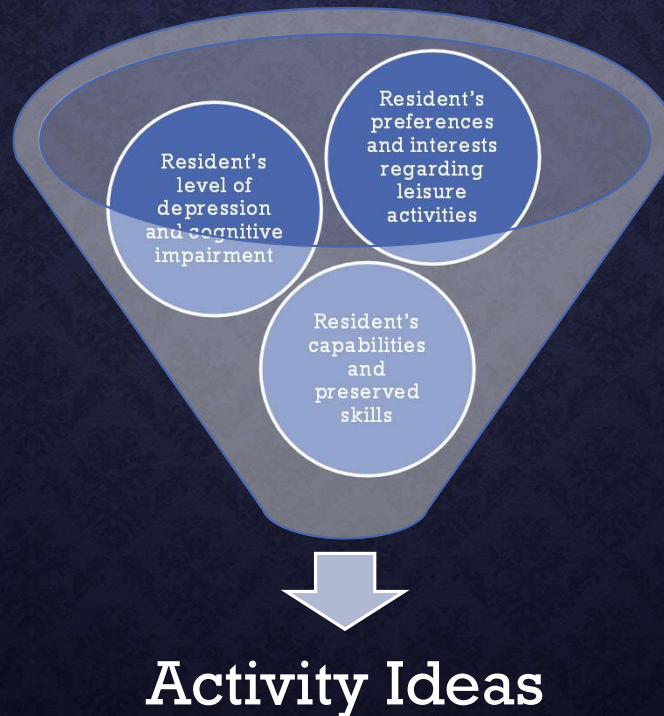 Resident's
level of
depression
and cognitive
impairment
Resident's
preferences
and interests
regarding
leisure
activities
Resident's
capabilities
and
preserved
skills
Activity Ideas